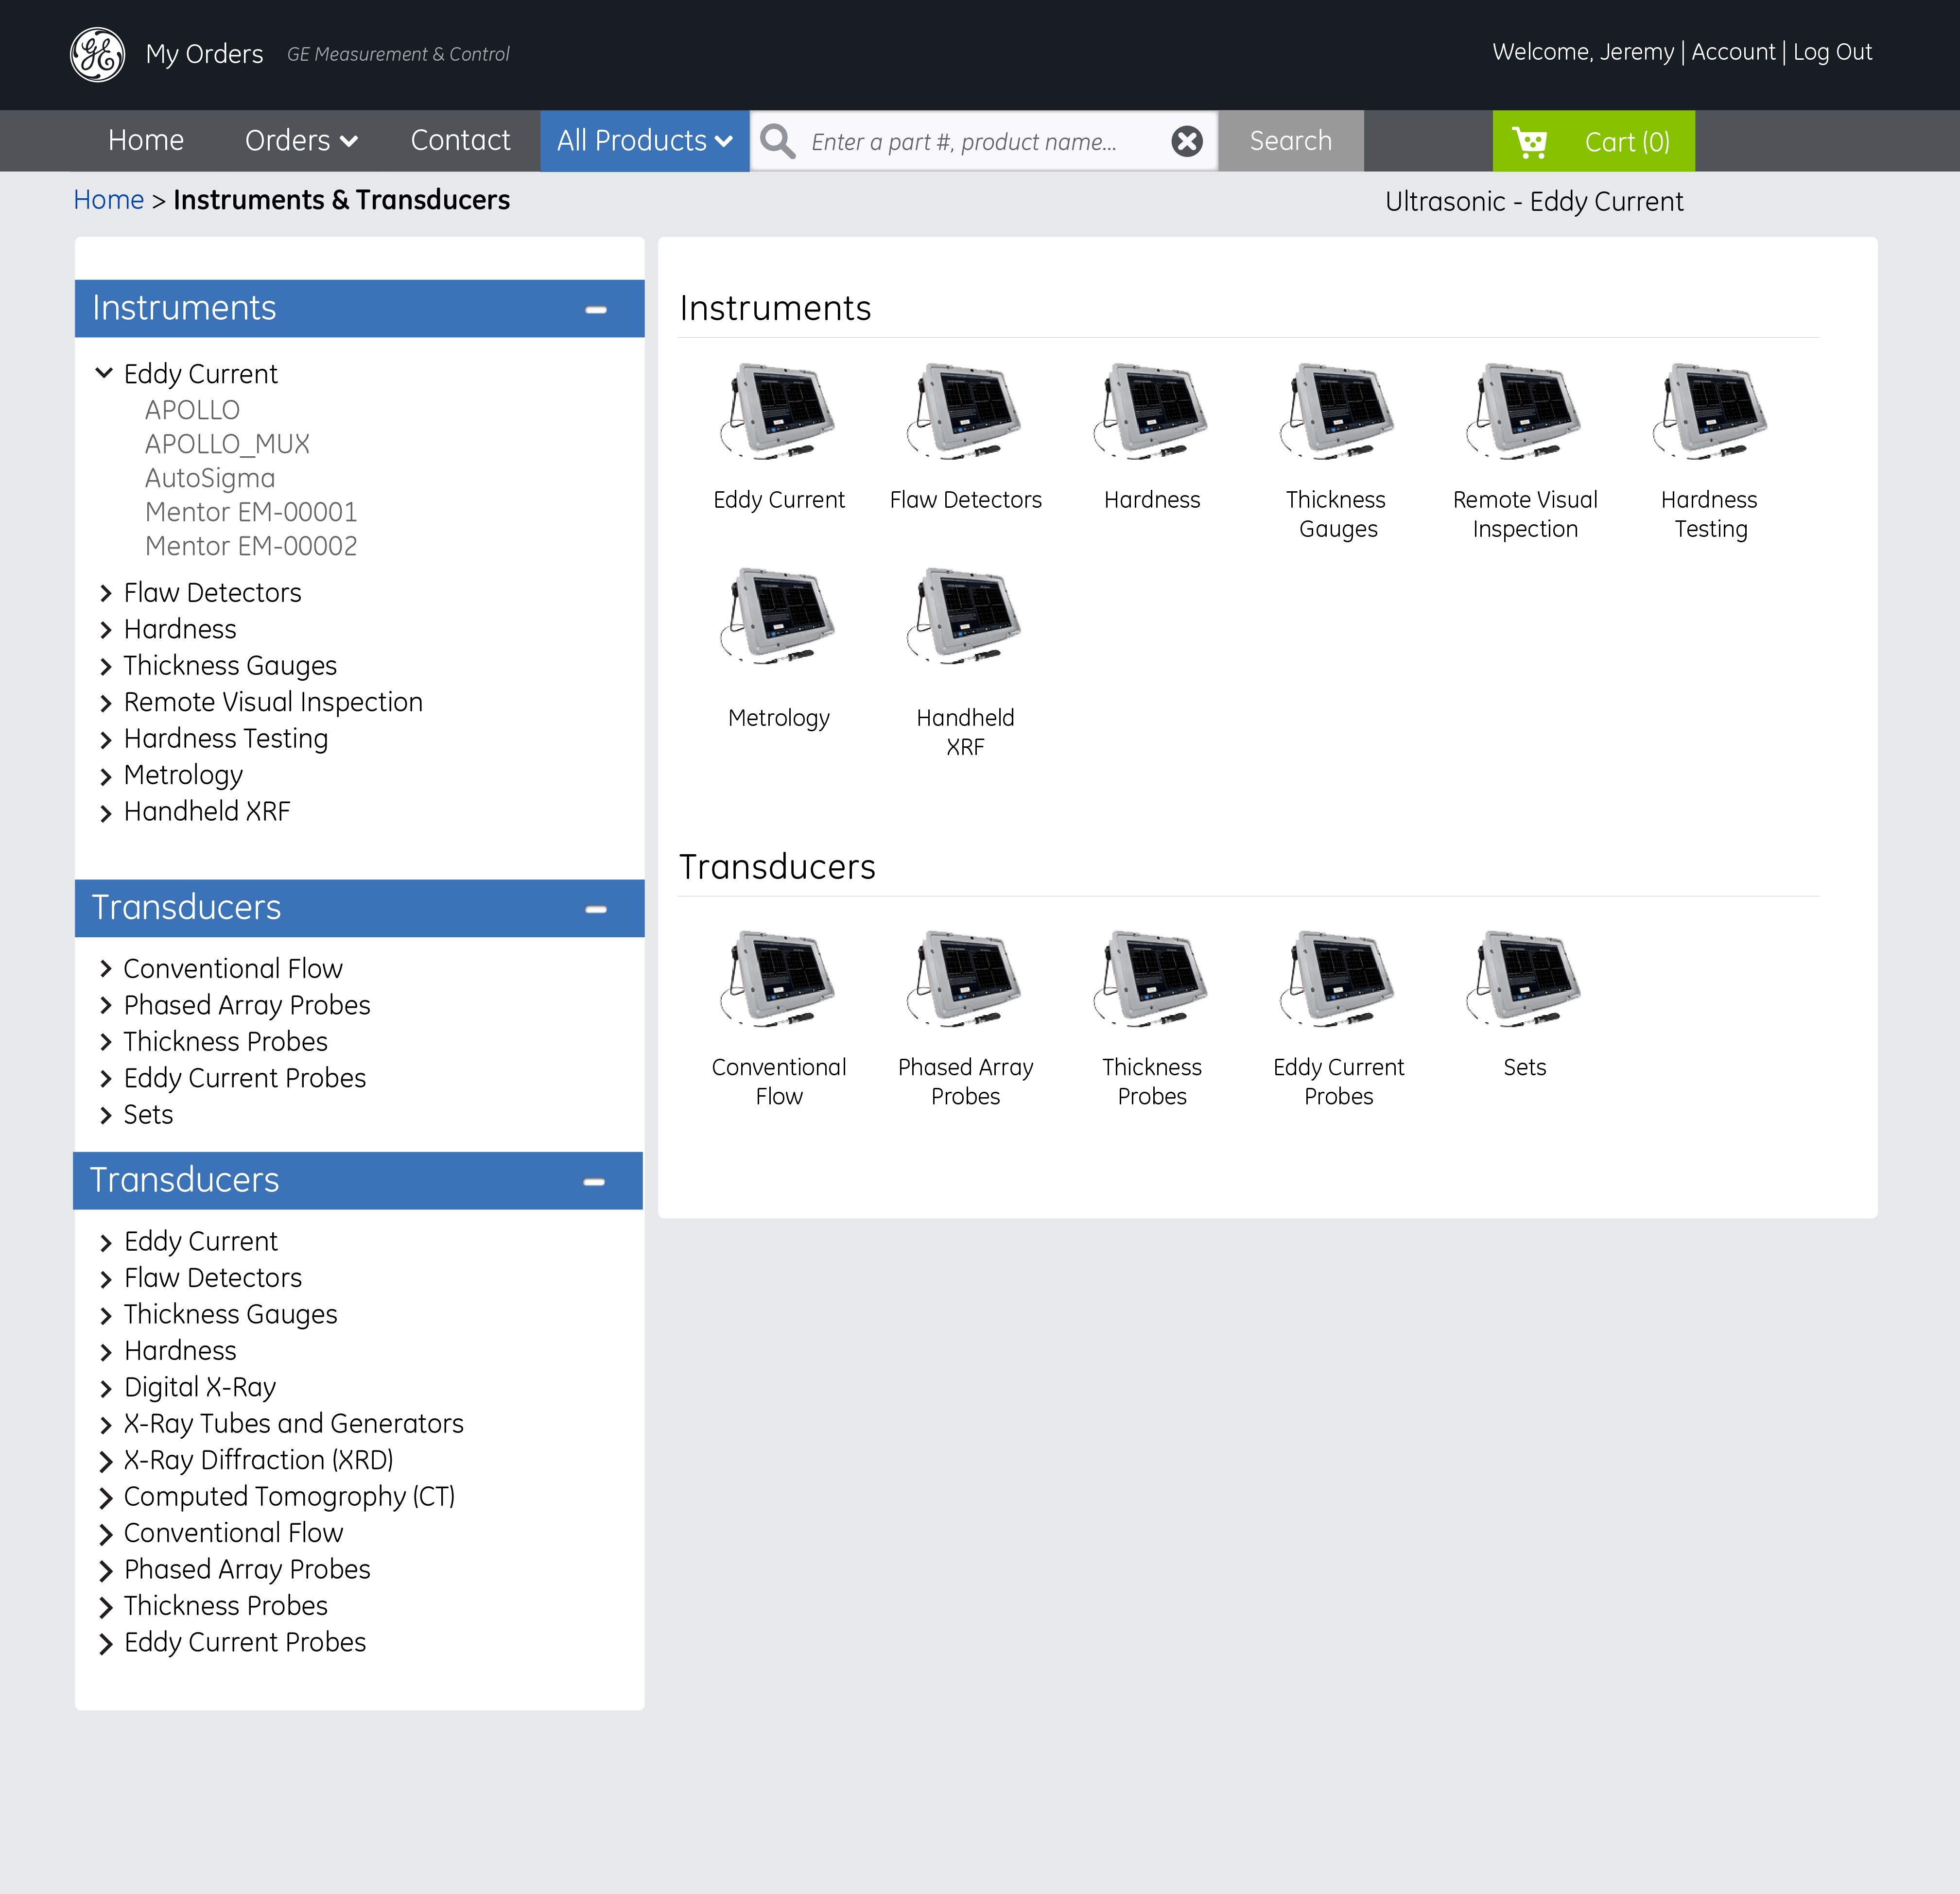 GE My Orders GE Measurement & Control
Welcome, Jeremy | Account | Log Out
Home Orders Contact All Products Enter a part #, product name... Search Cart (0)
Home > Instruments & Transducers
Ultrasonic - Eddy Current
Instruments
Eddy Current
APOLLO
APOLLO_MUX
AutoSigma
Mentor EM-00001
Mentor EM-00002
Flaw Detectors
Hardness
Thickness Gauges
Remote Visual Inspection
Hardness Testing
Metrology
Handheld XRF
Transducers
Conventional Flow
Phased Array Probes
Thickness Probes
Eddy Current Probes
Sets
Transducers
Eddy Current
Flaw Detectors
Thickness Gauges
Hardness
Digital X-Ray
X-Ray Tubes and Generators
X-Ray Diffraction (XRD)
Computed Tomogrophy (CT)
Conventional Flow
Phased Array Probes
Thickness Probes
Eddy Current Probes
Instruments
Eddy Current
Flaw Detectors
Hardness
Thickness
Gauges
Remote Visual
Inspection
Hardness
Testing
Metrology
Handheld
XRF
Transducers
Conventional
Flow
Phased Array
Probes
Thickness
Probes
Eddy Current
Probes
Sets